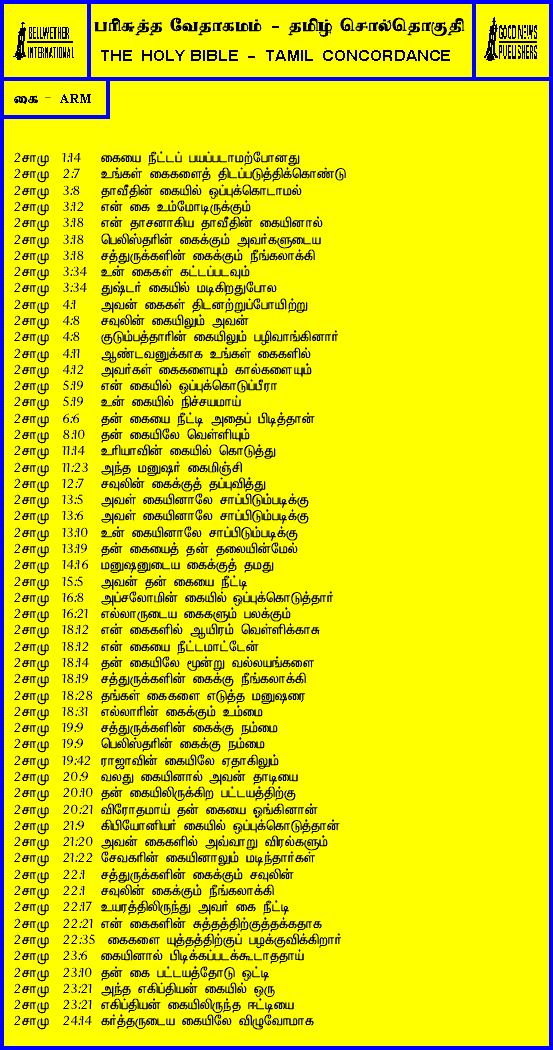 BELLWETHER
INTERNATIONAL
பரிசுத்த வேதாகமம் - தமிழ் சொல்தொகுதி
THE HOLY BIBLE - TAMIL CONCORDANCE
GOOD NEWS
PUBLISHERS
கை - ARM
2சாமு 1:14 கையை நீட்டப் பயப்படாமற்போனது
2சாமு 2:7 உங்கள் கைகளைத் திடப்படுத்திக்கொண்டு
2சாமு 3:8 தாவீதின் கையில் ஒப்புக்கொடாமல்
2சாமு 3:12 என் கை உம்மோடிருக்கும்
2சாமு 3:18 என் தாசனாகிய தாவீதின் கையினால்
2சாமு 3:18 பெலிஸ்தரின் கைக்கும் அவர்களுடைய
2சாமு 3:18 சத்துருக்களின் கைக்கும் நீங்கலாக்கி
2சாமு 3:34 உன் கைகள் கட்டப்படவும்
2சாமு 3:34 துஷ்டர் கையில் மடிகிறதுபோல
2சாமு 4:1 அவன் கைகள் திடனற்றுப்போயிற்று
2சாமு 4:8 சவுலின் கையிலும் அவன்
2சாமு 4:8 குடும்பத்தாரின் கையிலும் பழிவாங்கினார்
2சாமு 4:11 ஆண்டவனுக்காக உங்கள் கைகளில்
2சாமு 4:12 அவர்கள் கைகளையும் கால்களையும்
2சாமு 5:19 என் கையில் ஒப்புக்கொடுப்பீரா
2சாமு 5:19 உன் கையில் நிச்சயமாய்
2சாமு 6:6 தன் கையை நீட்டி அதைப் பிடித்தான்
2சாமு 8:10 தன் கையிலே வெள்ளியும்
2சாமு 11:14 உரியாவின் கையில் கொடுத்து
2சாமு 11:23 அந்த மனுஷர் கைமிஞ்சி
2சாமு 12:7 சவுலின் கைக்குத் தப்புவித்து
2சாமு 13:5 அவள் கையினாலே சாப்பிடும்படிக்கு
2சாமு 13:6 அவள் கையினாலே சாப்பிடும்படிக்கு
2சாமு 13:10 உன் கையினாலே சாப்பிடும்படிக்கு
2சாமு 13:19 தன் கையைத் தன் தலையின்மேல்
2சாமு 14:16 மனுஷனுடைய கைக்குத் தமது
2சாமு 15:5 அவன் தன் கையை நீட்டி
2சாமு 16:8 அப்சலோமின் கையில் ஒப்புக்கொடுத்தார்
2சாமு 16:21 எல்லாருடைய கைகளும் பலக்கும்
2சாமு 18:12 என் கைகளில் ஆயிரம் வெள்ளிக்காசு
2சாமு 18:12 என் கையை நீட்டமாட்டேன்
2சாமு 18:14 தன் கையிலே மூன்று வல்லயங்களை
2சாமு 18:19 சத்துருக்களின் கைக்கு நீங்கலாக்கி
2சாமு 18:28 தங்கள் கைகளை எடுத்த மனுஷரை
2சாமு 18:31 எல்லாரின் கைக்கும் உம்மை
2சாமு 19:9 சத்துருக்களின் கைக்கு நம்மை
2சாமு 19:9 பெலிஸ்தரின் கைக்கு நம்மை
2சாமு 19:42 ராஜாவின் கையிலே ஏதாகிலும்
2சாமு 20:9 வலது கையினால் அவன் தாடியை
2சாமு 20:10 தன் கையிலிருக்கிற பட்டயத்திற்கு
2சாமு 20:21 விரோதமாய் தன் கையை ஓங்கினான்
2சாமு 21:9 கிபியோனியர் கையில் ஒப்புக்கொடுத்தான்
2சாமு 21:20 அவன் கைகளில் அவ்வாறு விரல்களும்
2சாமு 21:22 சேவகரின் கையினாலும் மடிந்தார்கள்
2சாமு 22:1 சத்துருக்களின் கைக்கும் சவுலின்
2சாமு 22:1 சவுலின் கைக்கும் நீங்கலாக்கி
2சாமு 22:17 உயரத்திலிருந்து அவர் கை நீட்டி
2சாமு 22:21 என் கைகளின் சுத்தத்திற்குத்தக்கதாக
2சாமு 22:35 கைகளை யுத்தத்திற்குப் பழக்குவிக்கிறார்
2சாமு 23:6 கையினால் பிடிக்கப்படக்கூடாததாய்
2சாமு 23:10 தன் கை பட்டயத்தோடு ஒட்டி
2சாமு 23:21 அந்த எகிப்தியன் கையில் ஒரு
2சாமு 23:21 எகிப்தியன் கையிலிருந்த ஈட்டியை
2சாமு 24:14 கர்த்தருடைய கையிலே விழுவோமாக